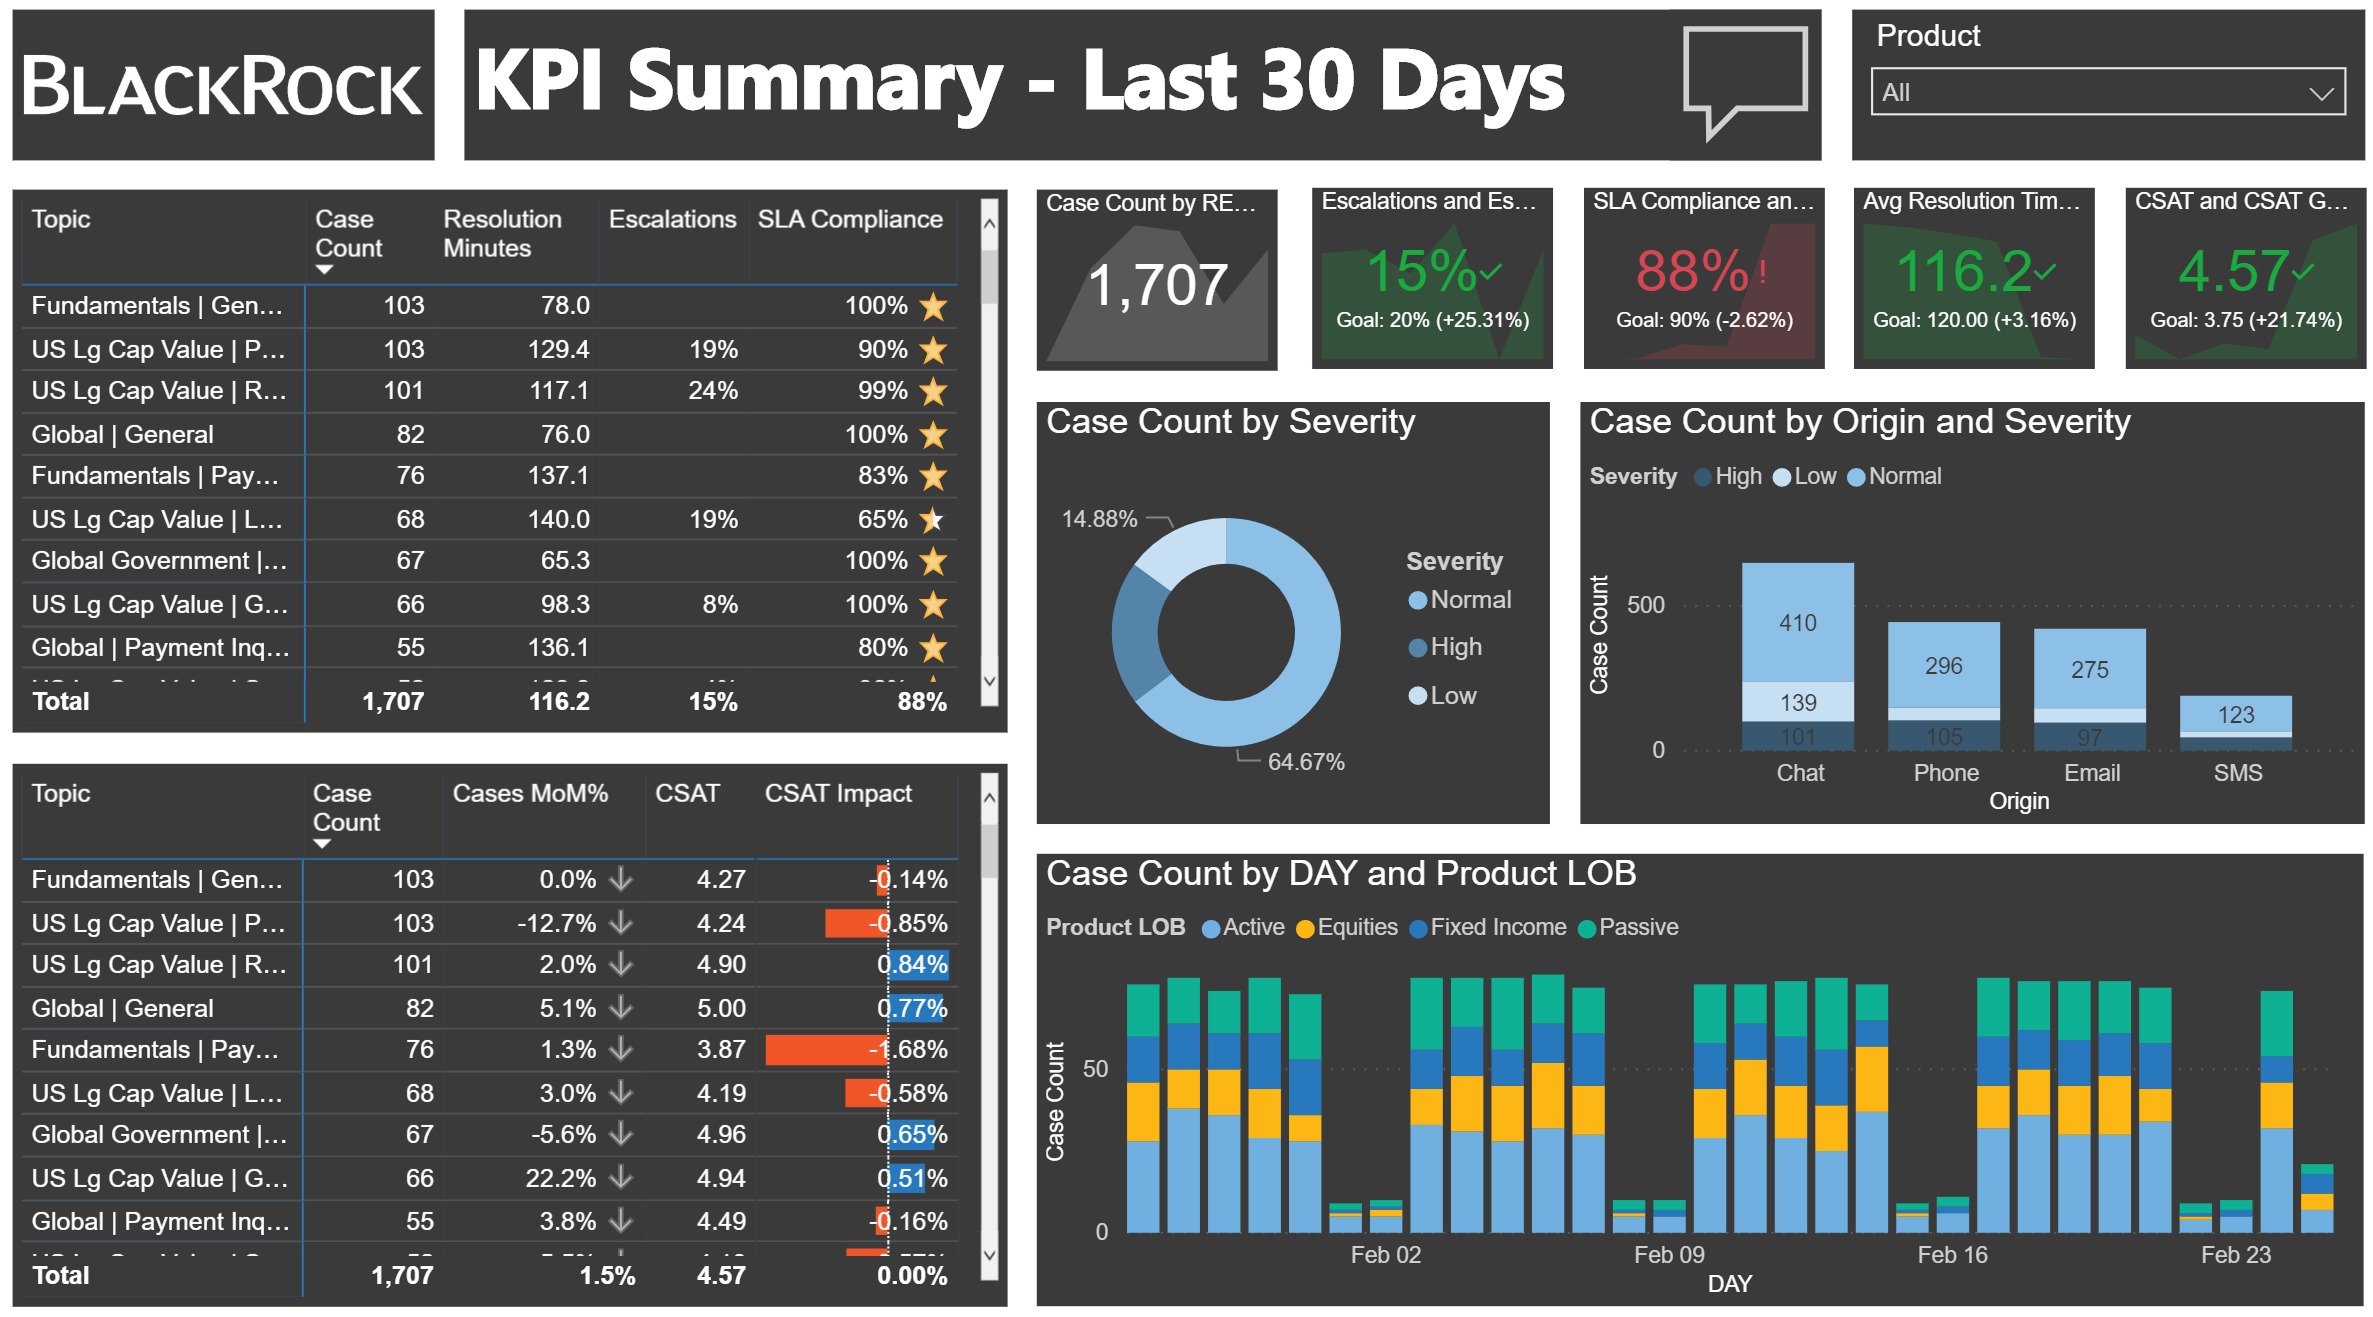 BLACKROCK
KPI Summary - Last 30 Days
Product
All
Topic Case Count Resolution Minutes Escalations SLA Compliance
Fundamentals | Gen... 103 78.0 100%
US Lg Cap Value | P... 103 129.4 19% 90%
US Lg Cap Value | R... 101 117.1 24% 99%
Global | General 82 76.0 100%
Fundamentals | Pay... 76 137.1 83%
US Lg Cap Value | L... 68 140.0 19% 65%
Global Government |... 67 65.3 100%
US Lg Cap Value | G... 66 98.3 8% 100%
Global | Payment Inq... 55 136.1 80%
Total 1,707 116.2 15% 88%
Case Count by RE...
1,707
Escalations and Es...
15%
Goal: 20% (+25.31%)
SLA Compliance an...
88%!
Goal: 90% (-2.62%)
Avg Resolution Tim...
116.2
Goal: 120.00 (+3.16%)
CSAT and CSAT G...
4.57
Goal: 3.75 (+21.74%)
Case Count by Severity
14.88%
64.67%
Severity
Normal
High
Low
Case Count by Origin and Severity
Severity High Low Normal
Case Count
500
0
410
139
101
296
105
275
97
123
Chat Phone Email SMS
Origin
Topic Case Count Cases MoM% CSAT CSAT Impact
Fundamentals | Gen... 103 0.0% 4.27 -0.14%
US Lg Cap Value | P... 103 -12.7% 4.24 -0.85%
US Lg Cap Value | R... 101 2.0% 4.90 0.84%
Global | General 82 5.1% 5.00 0.77%
Fundamentals | Pay... 76 1.3% 3.87 -1.68%
US Lg Cap Value | L... 68 3.0% 4.19 -0.58%
Global Government |... 67 -5.6% 4.96 0.65%
US Lg Cap Value | G... 66 22.2% 4.94 0.51%
Global | Payment Inq... 55 3.8% 4.49 -0.16%
Total 1,707 1.5% 4.57 0.00%
Case Count by DAY and Product LOB
Product LOB Active Equities Fixed Income Passive
Case Count
50
0
Feb 02 Feb 09 Feb 16 Feb 23
DAY